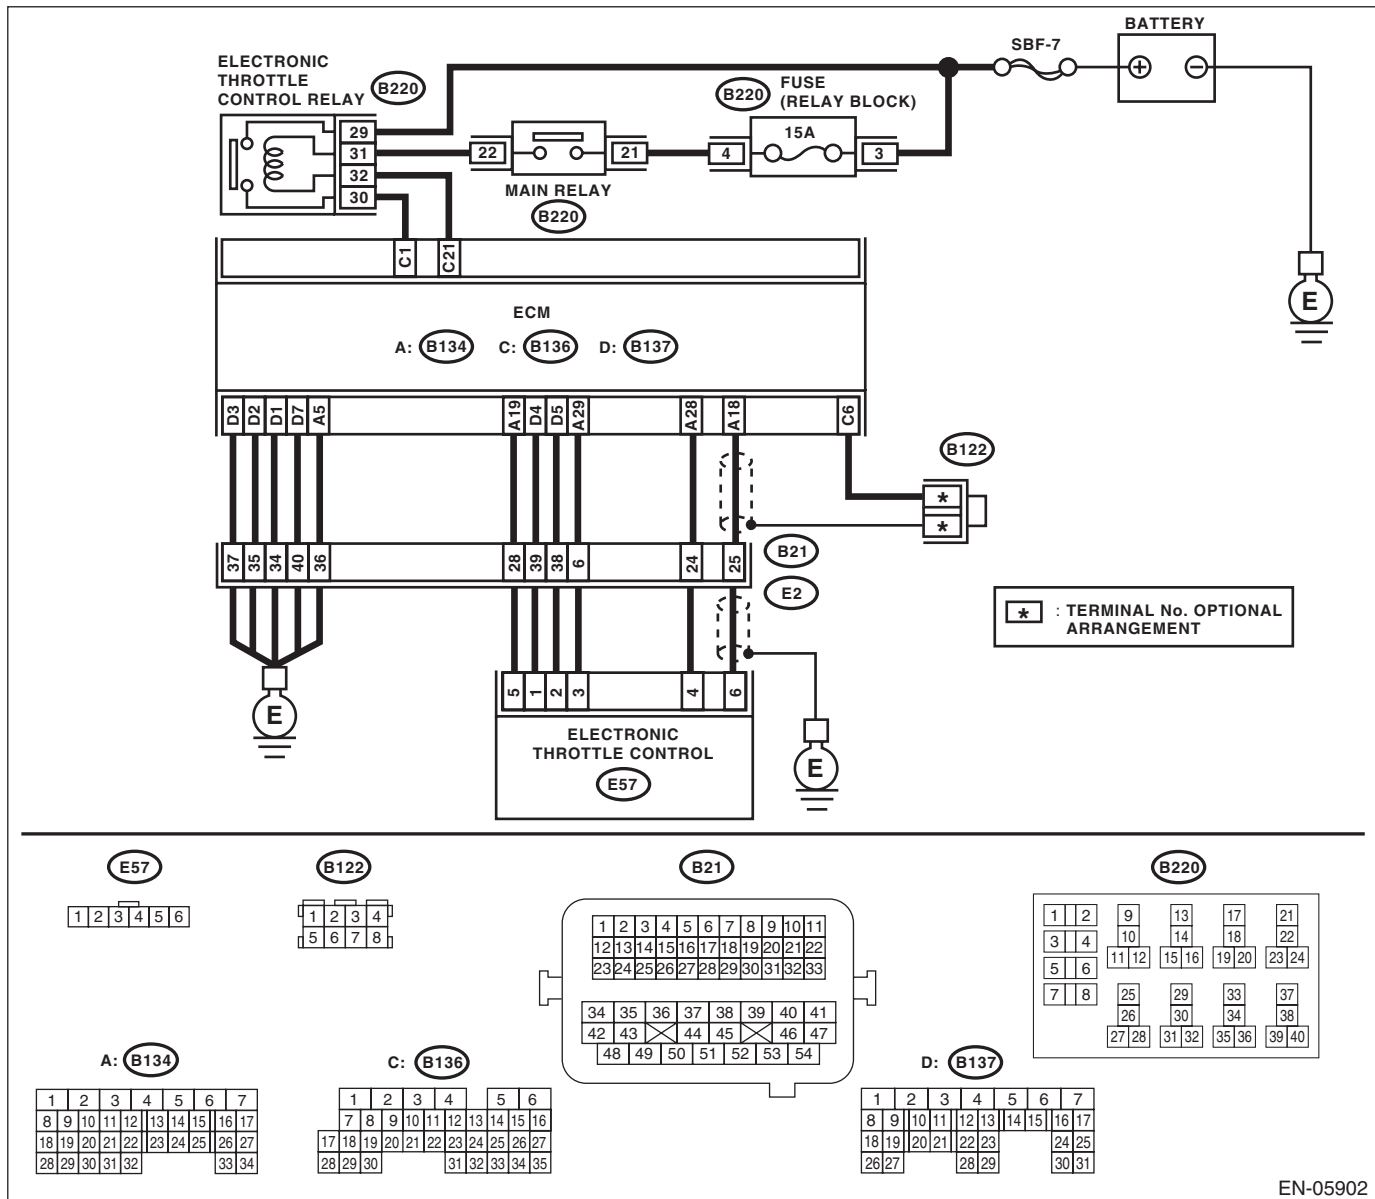 BATTERY
SBF-7
ELECTRONIC
THROTTLE
CONTROL RELAY
B220
B220
FUSE
(RELAY BLOCK)
15A
29
31
32
30
22
21
4
3
MAIN RELAY
B220
C1
C21
E
ECM
A: B134 C: B136 D: B137
D3
D2
D1
D7
A5
A19
D4
D5
A29
A28
A18
C6
B122
*
*
37
35
34
40
36
28
39
38
6
24
25
B21
E2
* : TERMINAL No. OPTIONAL
ARRANGEMENT
5
1
2
3
4
6
E
ELECTRONIC
THROTTLE CONTROL
E57
E
E57
1 2 3 4 5 6
B122
1 2 3 4
5 6 7 8
B21
1 2 3 4 5 6 7 8 9 10 11
12 13 14 15 16 17 18 19 20 21 22
23 24 25 26 27 28 29 30 31 32 33
34 35 36 37 38 39 40 41
42 43 44 45 46 47
48 49 50 51 52 53 54
B220
1 2 9 13 17 21
3 4 10 14 18 22
5 6 11 12 15 16 19 20 23 24
7 8 25 29 33 37
26 30 34 38
27 28 31 32 35 36 39 40
A: B134
1 2 3 4 5 6 7
8 9 10 11 12 13 14 15 16 17
18 19 20 21 22 23 24 25 26 27
28 29 30 31 32 33 34
C: B136
1 2 3 4 5 6
7 8 9 10 11 12 13 14 15 16
17 18 19 20 21 22 23 24 25 26 27
28 29 30 31 32 33 34 35
D: B137
1 2 3 4 5 6 7
8 9 10 11 12 13 14 15 16 17
18 19 20 21 22 23 24 25
26 27 28 29 30 31
EN-05902